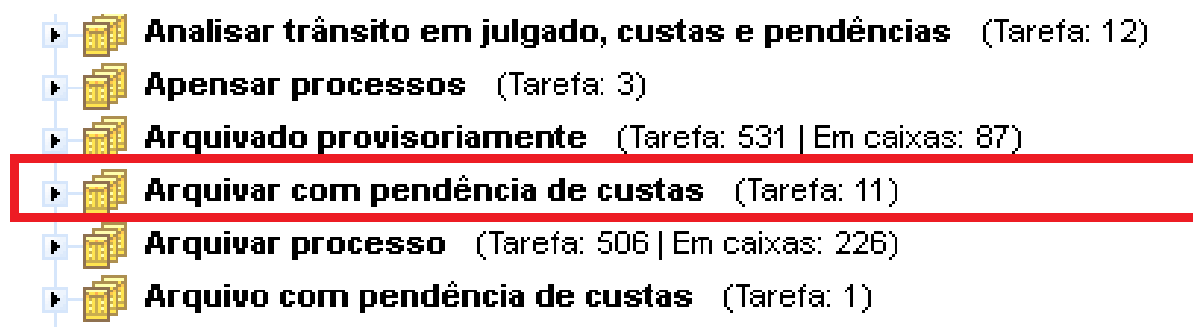 Analisar trânsito em julgado, custas e pendências (Tarefa: 12)
Apensar processos (Tarefa: 3)
Arquivado provisoriamente (Tarefa: 531 | Em caixas: 87)
Arquivar com pendência de custas (Tarefa: 11)
Arquivar processo (Tarefa: 506 | Em caixas: 226)
Arquivo com pendência de custas (Tarefa: 1)